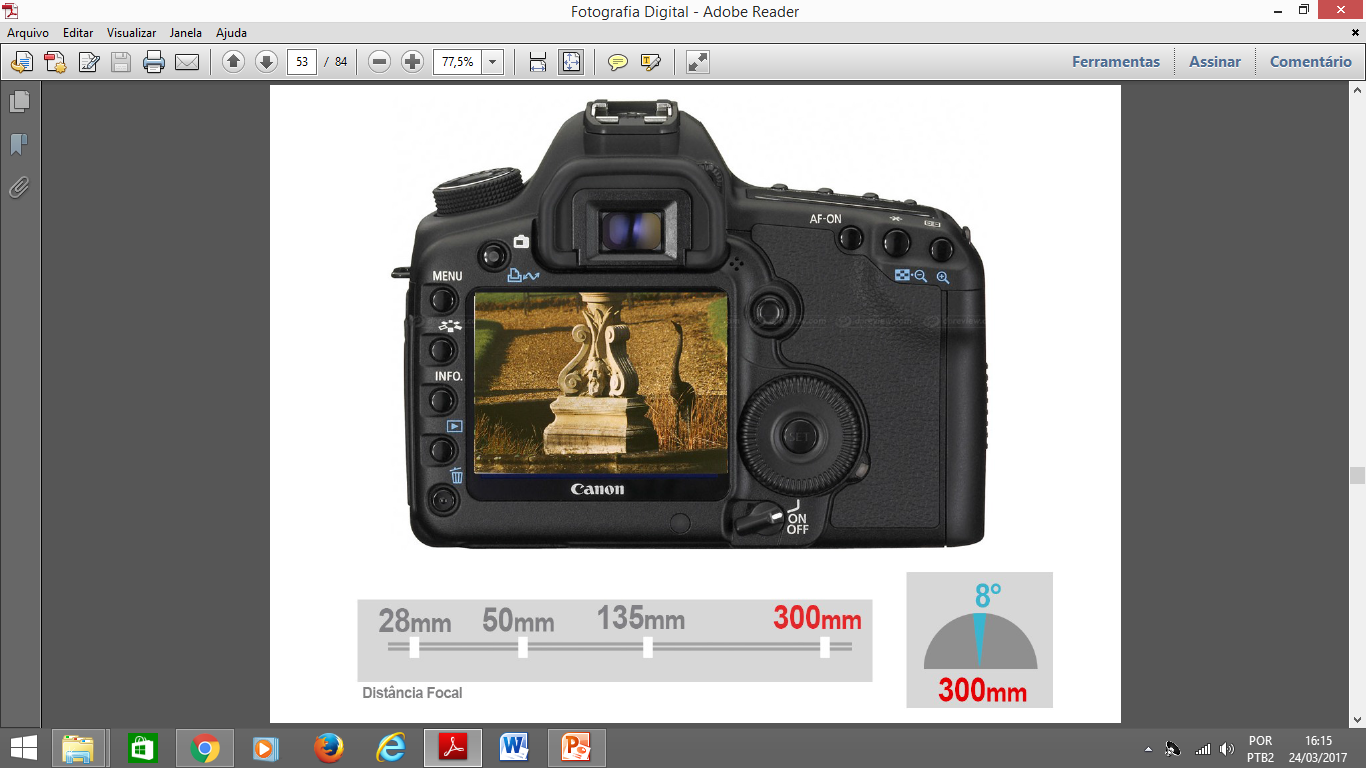 Fotografia Digital - Adobe Reader
Arquivo Editar Visualizar Janela Ajuda
53 / 84 77,5% Ferramentas Assinar Comentário
AF-ON
MENU
INFO.
SET
Canon
ON
OFF
28mm 50mm 135mm 300mm
Distância Focal
8°
300mm
POR 16:15
PTB2 24/03/2017